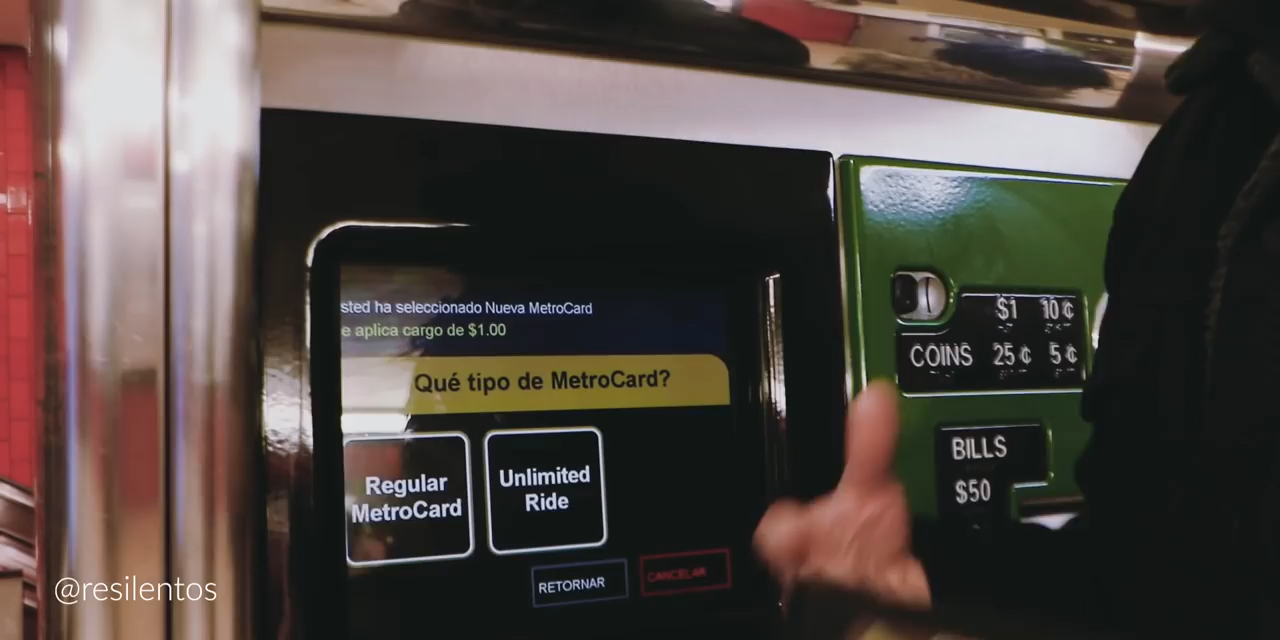 sted ha seleccionado Nueva MetroCard
e aplica cargo de $1.00
Qué tipo de MetroCard?
Regular
MetroCard
Unlimited
Ride
RETORNAR
CANCELAR
$1 10¢
COINS 25¢ 5¢
BILLS
$50
@resilentos